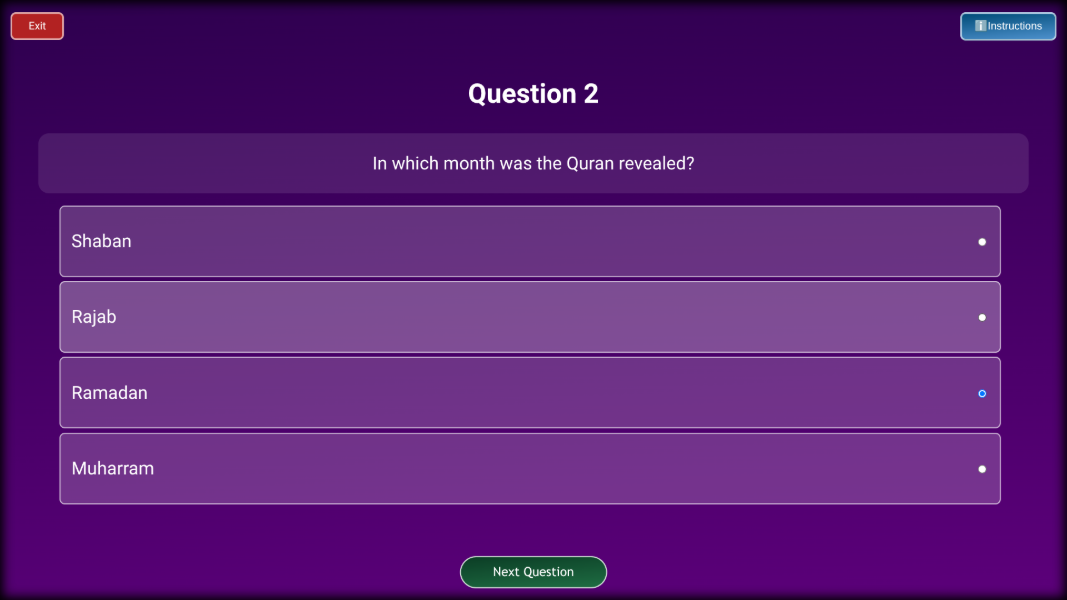 Exit
ℹ️Instructions
Question 2
In which month was the Quran revealed?
Shaban
Rajab
Ramadan
Muharram
Next Question